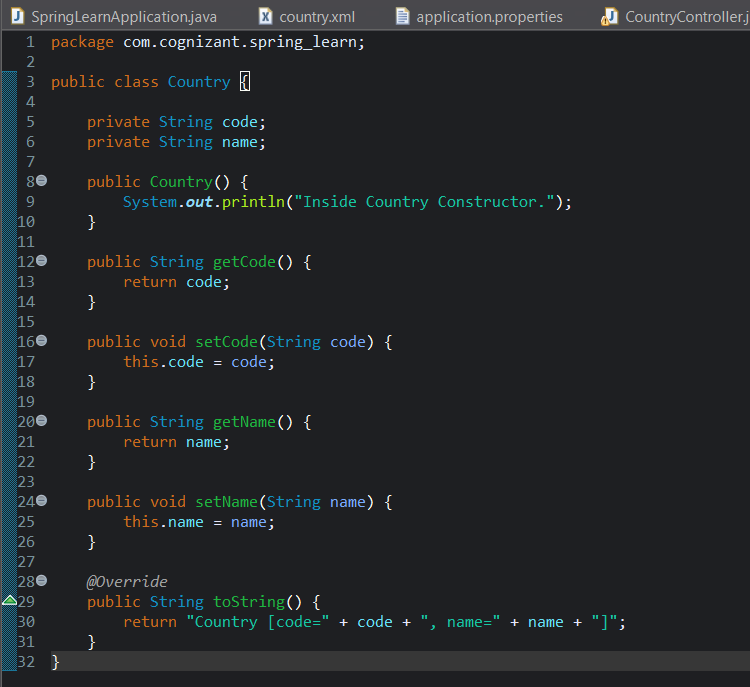 SpringLearnApplication.java country.xml application.properties CountryController.j
1 package com.cognizant.spring_learn;
2
3 public class Country {
4
5     private String code;
6     private String name;
7
8     public Country() {
9         System.out.println("Inside Country Constructor.");
10     }
11
12     public String getCode() {
13         return code;
14     }
15
16     public void setCode(String code) {
17         this.code = code;
18     }
19
20     public String getName() {
21         return name;
22     }
23
24     public void setName(String name) {
25         this.name = name;
26     }
27
28     @Override
29     public String toString() {
30         return "Country [code=" + code + ", name=" + name + "]";
31     }
32 }